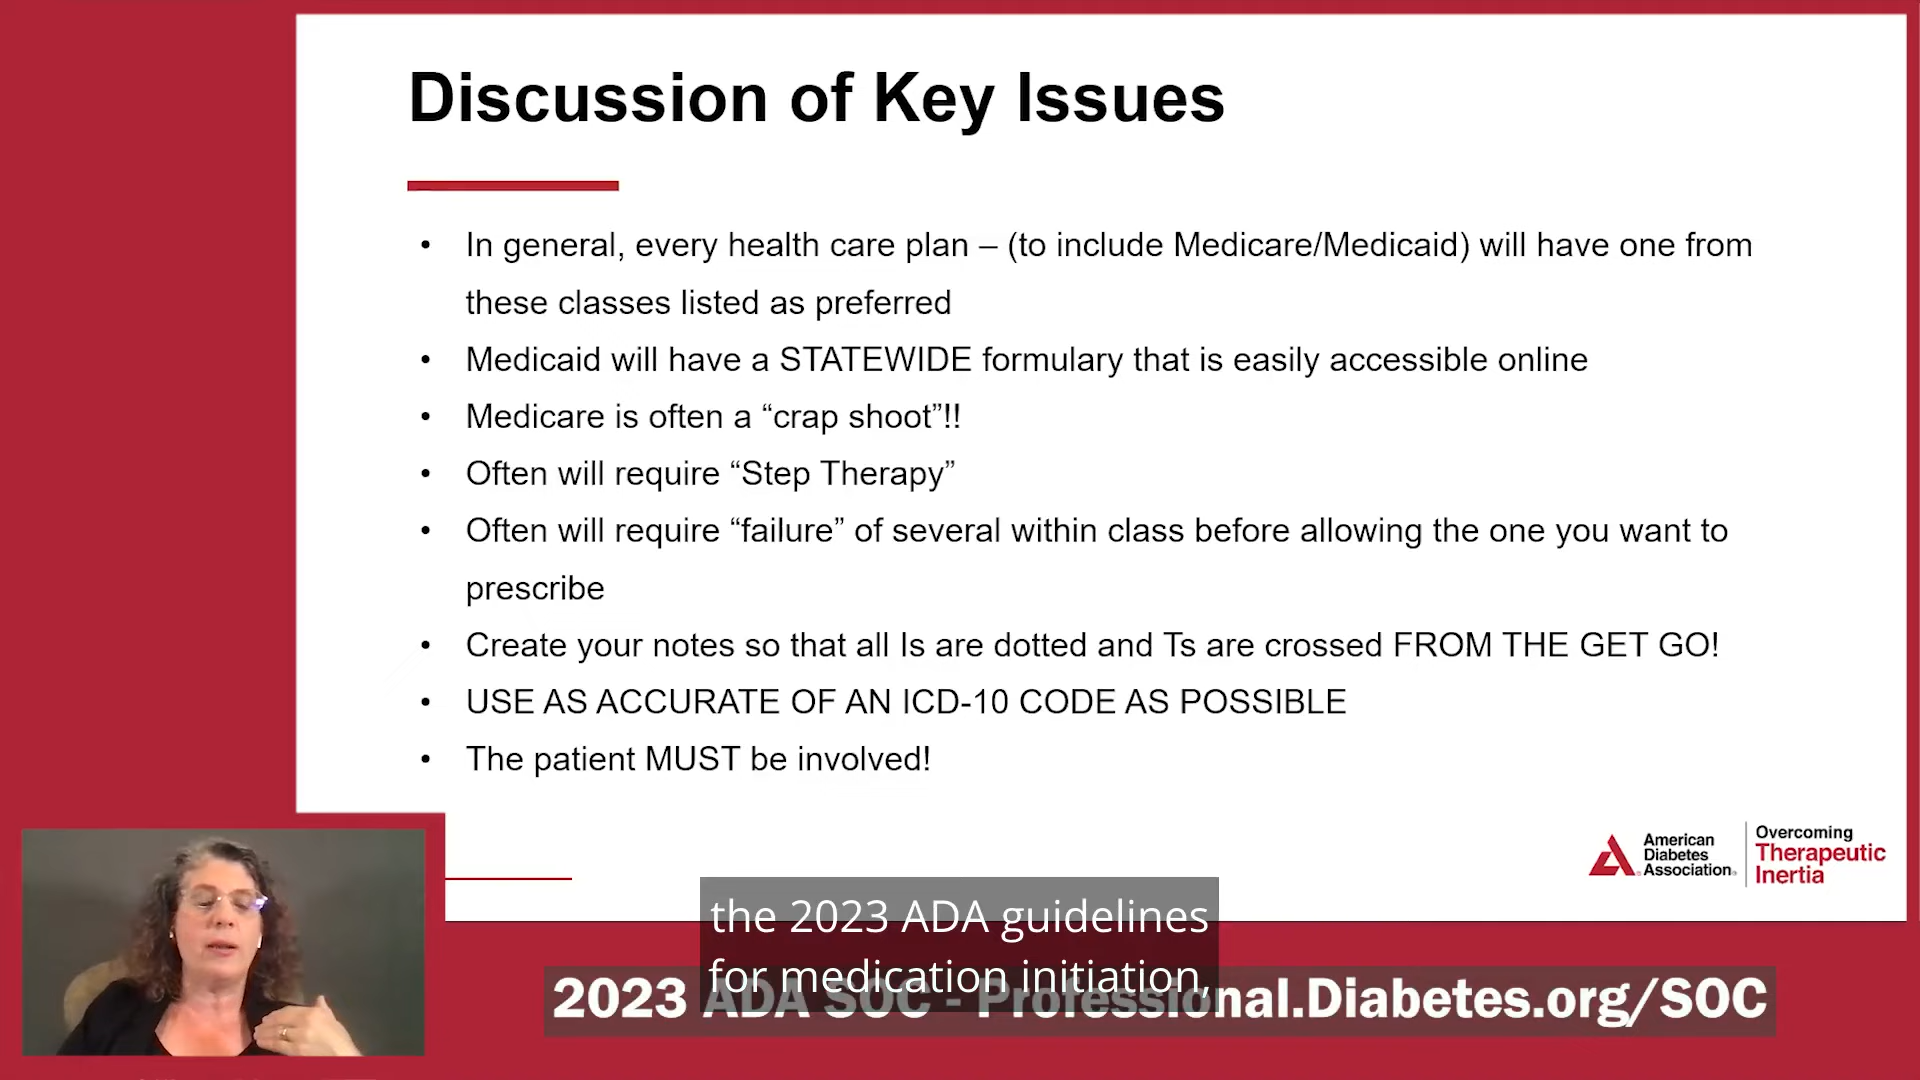 Discussion of Key Issues
• In general, every health care plan – (to include Medicare/Medicaid) will have one from
these classes listed as preferred
• Medicaid will have a STATEWIDE formulary that is easily accessible online
• Medicare is often a “crap shoot”!!
• Often will require “Step Therapy”
• Often will require “failure” of several within class before allowing the one you want to
prescribe
• Create your notes so that all Is are dotted and Ts are crossed FROM THE GET GO!
• USE AS ACCURATE OF AN ICD-10 CODE AS POSSIBLE
• The patient MUST be involved!
American
Diabetes
Association®
Overcoming
Therapeutic
Inertia
the 2023 ADA guidelines
for medication initiation,
2023 ADA SOC - Professional.Diabetes.org/SOC